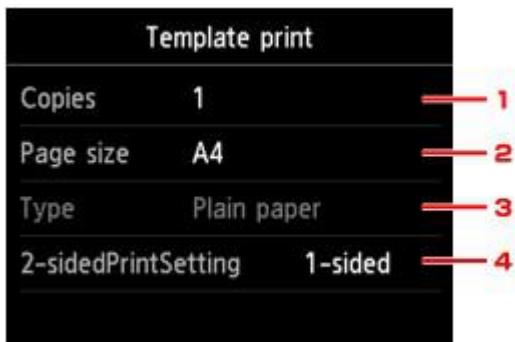 Template print
Copies 1 1
Page size A4 2
Type Plain paper 3
2-sidedPrintSetting 1-sided 4